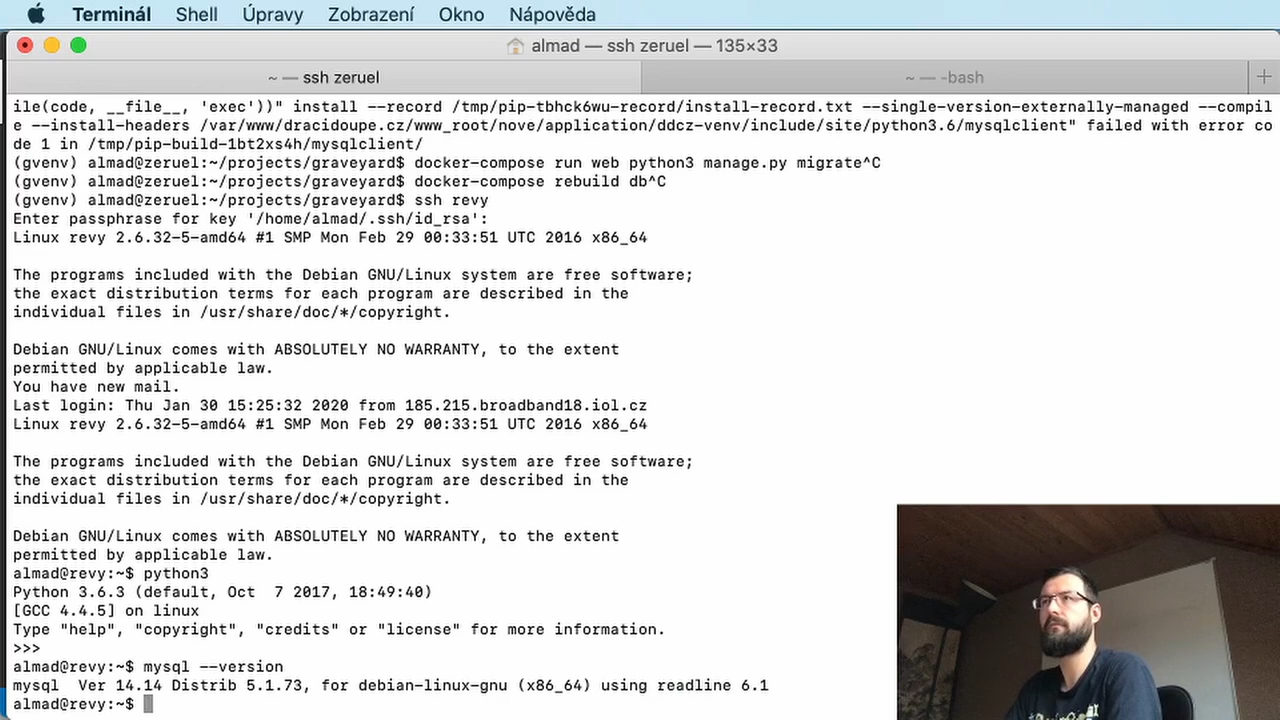 Terminál Shell Úpravy Zobrazení Okno Nápověda
almad — ssh zeruel — 135×33
~ — ssh zeruel
~ — -bash
ile(code, __file__, 'exec'))" install --record /tmp/pip-tbhck6wu-record/install-record.txt --single-version-externally-managed --compil
e --install-headers /var/www/dracidoupe.cz/www_root/nove/application/ddcz-venv/include/site/python3.6/mysqlclient" failed with error co
de 1 in /tmp/pip-build-1bt2xs4h/mysqlclient/
(gvenv) almad@zeruel:~/projects/graveyard$ docker-compose run web python3 manage.py migrate^C
(gvenv) almad@zeruel:~/projects/graveyard$ docker-compose rebuild db^C
(gvenv) almad@zeruel:~/projects/graveyard$ ssh revy
Enter passphrase for key '/home/almad/.ssh/id_rsa':
Linux revy 2.6.32-5-amd64 #1 SMP Mon Feb 29 00:33:51 UTC 2016 x86_64
The programs included with the Debian GNU/Linux system are free software;
the exact distribution terms for each program are described in the
individual files in /usr/share/doc/*/copyright.
Debian GNU/Linux comes with ABSOLUTELY NO WARRANTY, to the extent
permitted by applicable law.
You have new mail.
Last login: Thu Jan 30 15:25:32 2020 from 185.215.broadband18.iol.cz
Linux revy 2.6.32-5-amd64 #1 SMP Mon Feb 29 00:33:51 UTC 2016 x86_64
The programs included with the Debian GNU/Linux system are free software;
the exact distribution terms for each program are described in the
individual files in /usr/share/doc/*/copyright.
Debian GNU/Linux comes with ABSOLUTELY NO WARRANTY, to the extent
permitted by applicable law.
almad@revy:~$ python3
Python 3.6.3 (default, Oct  7 2017, 18:49:40)
[GCC 4.4.5] on linux
Type "help", "copyright", "credits" or "license" for more information.
>>>
almad@revy:~$ mysql --version
mysql  Ver 14.14 Distrib 5.1.73, for debian-linux-gnu (x86_64) using readline 6.1
almad@revy:~$